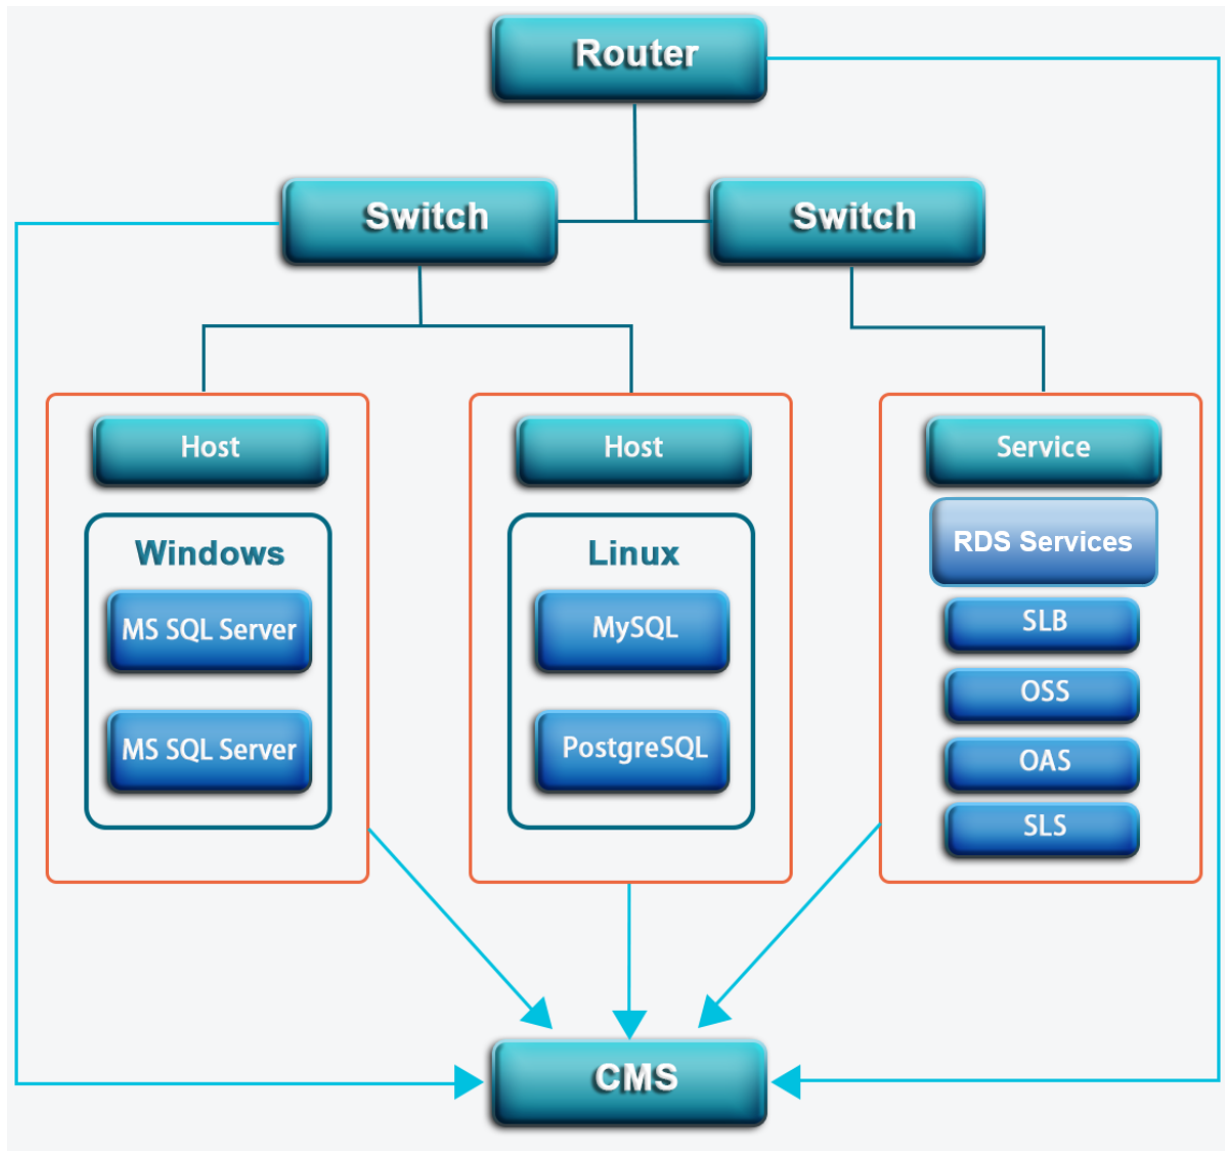 Router
Switch
Switch
Host
Windows
MS SQL Server
MS SQL Server
Host
Linux
MySQL
PostgreSQL
Service
RDS Services
SLB
OSS
OAS
SLS
CMS